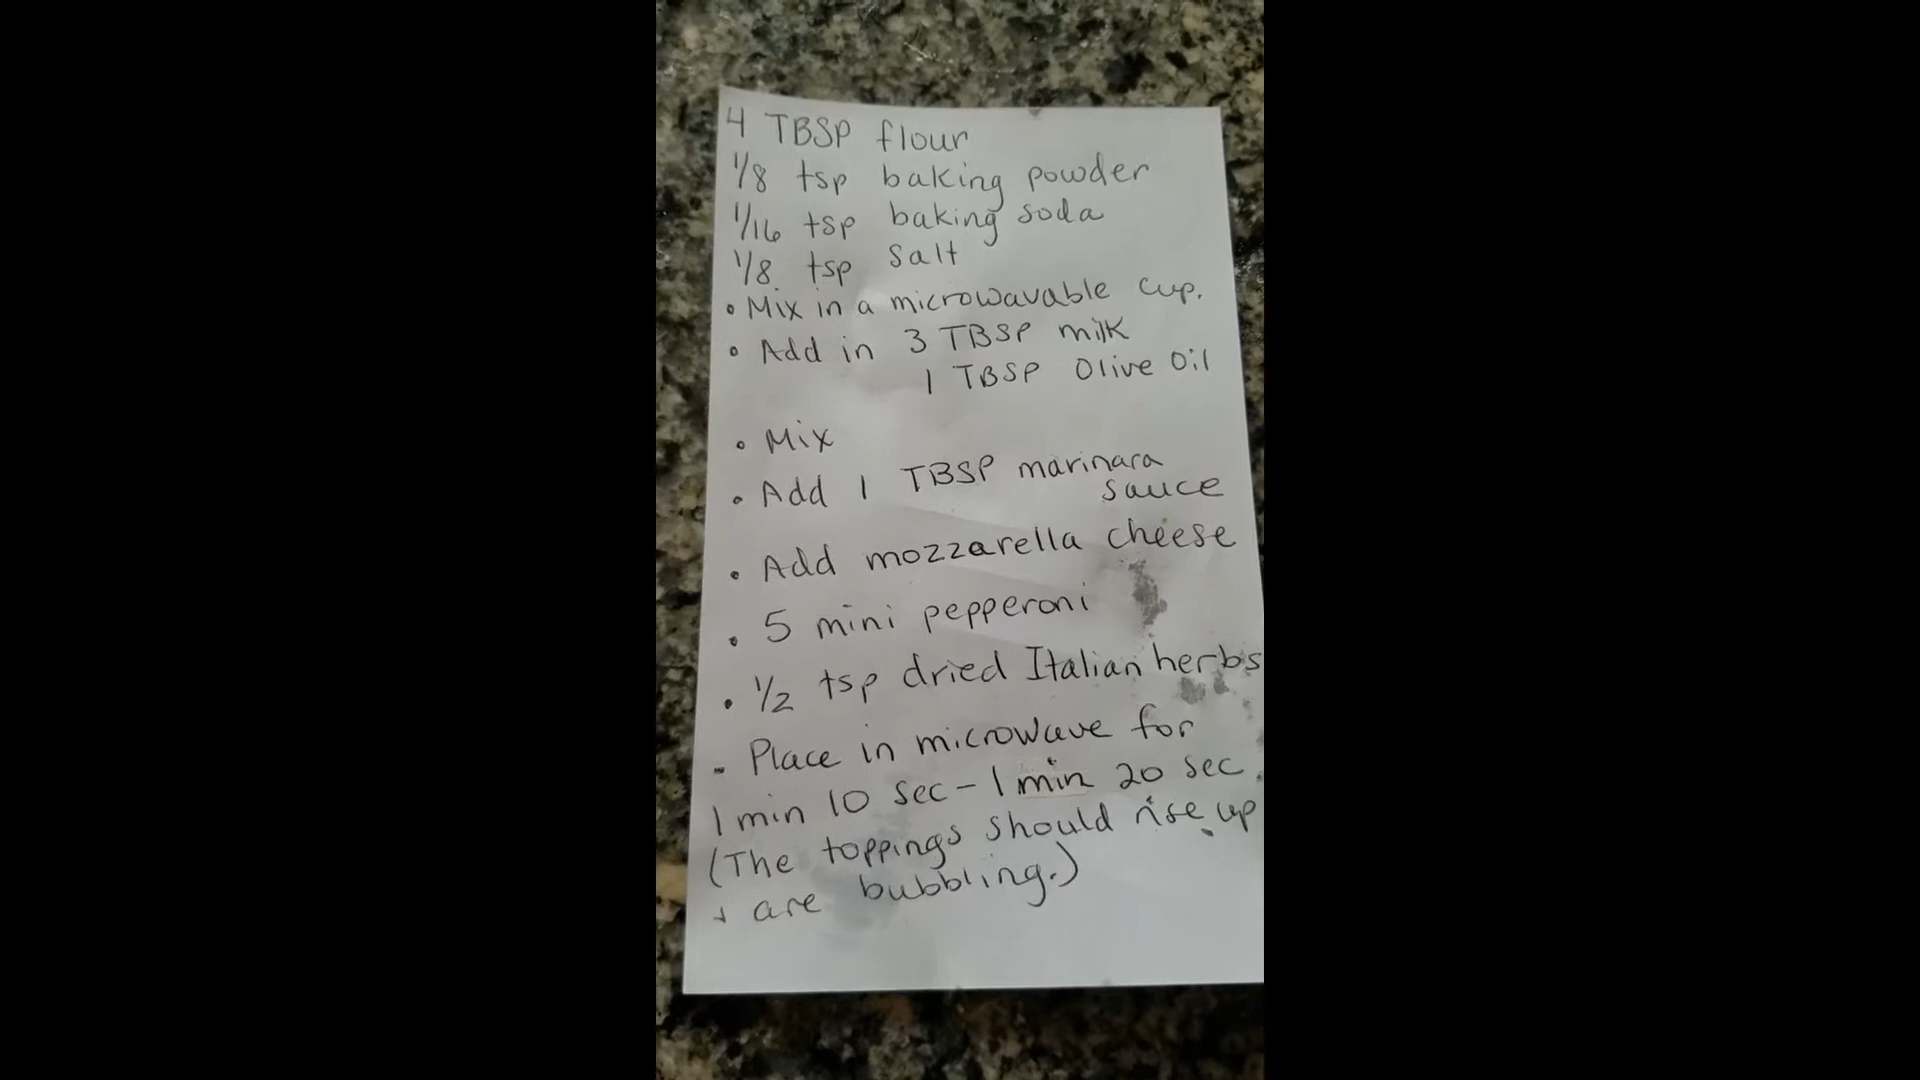 4 TBSP flour
1/8 tsp baking powder
1/16 tsp baking soda
1/8 tsp salt
• Mix in a microwavable cup.
• Add in 3 TBSP milk
1 TBSP Olive Oil
• Mix
• Add 1 TBSP marinara
sauce
• Add mozzarella cheese
• 5 mini pepperoni
• 1/2 tsp dried Italian herbs
- Place in microwave for
1 min 10 sec - 1 min 20 sec.
(The toppings should rise up
+ are bubbling.)